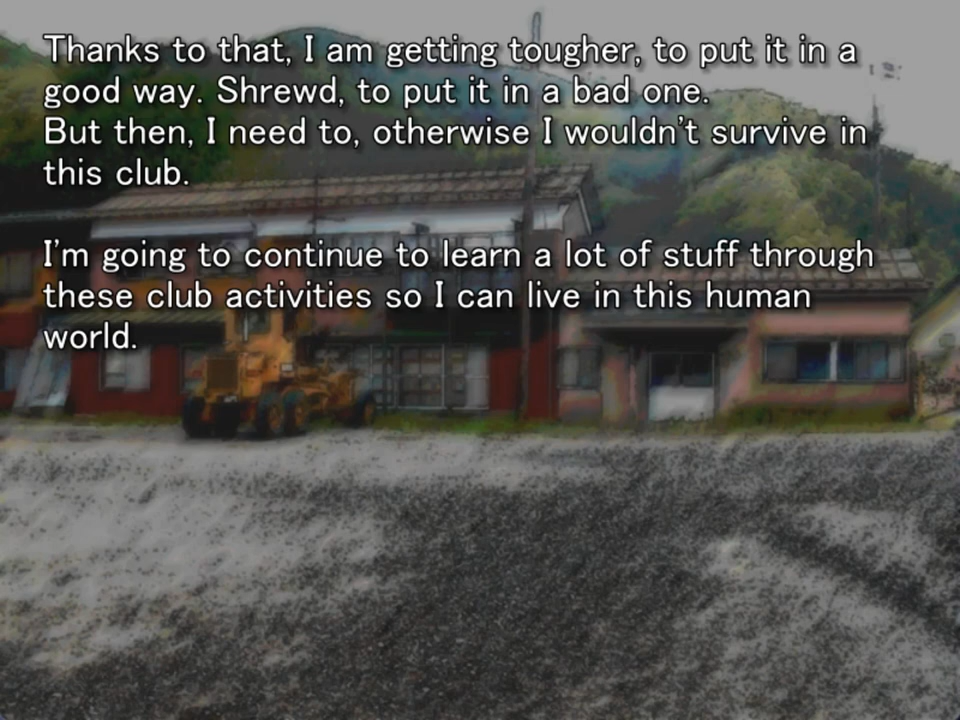 Thanks to that, I am getting tougher, to put it in a
good way. Shrewd, to put it in a bad one.
But then, I need to, otherwise I wouldn't survive in
this club.
I'm going to continue to learn a lot of stuff through
these club activities so I can live in this human
world.